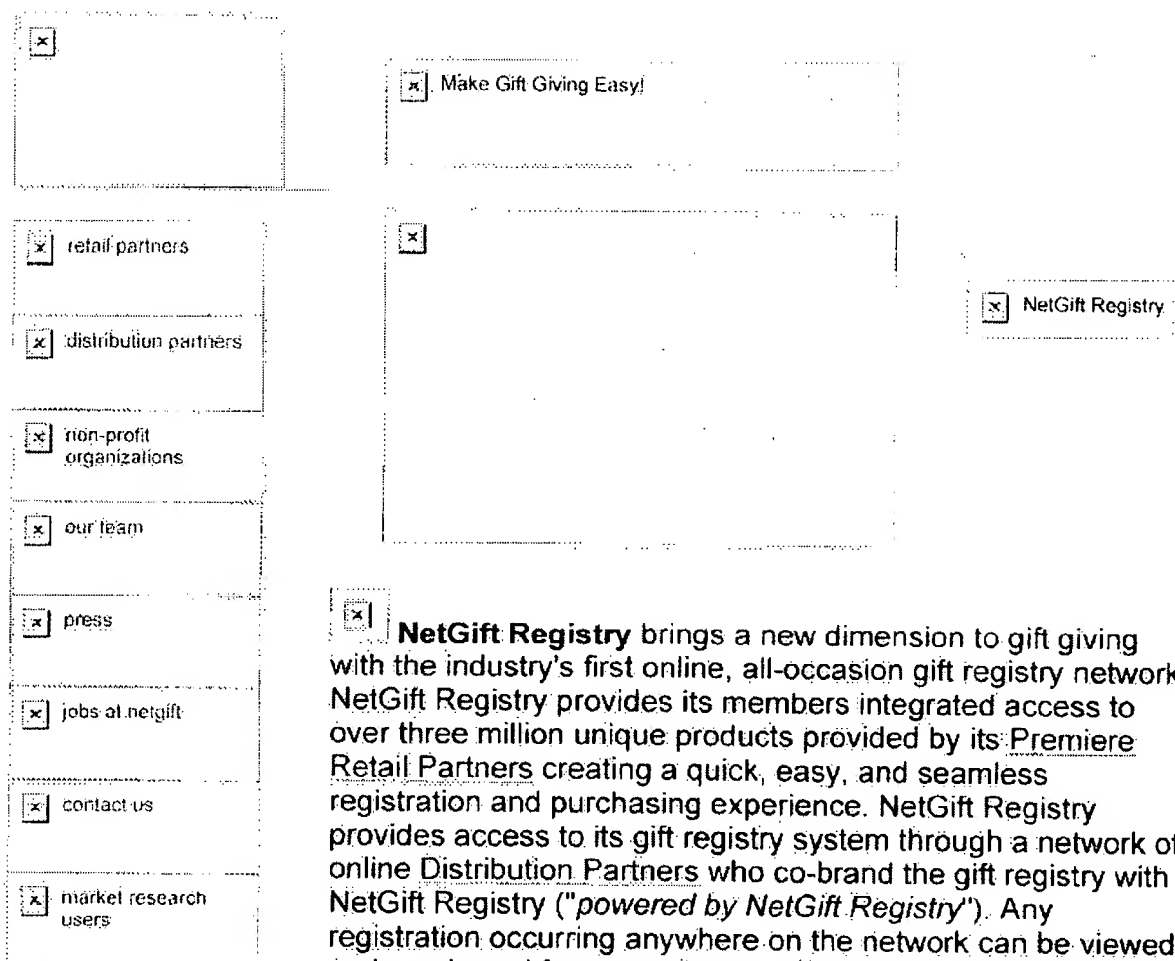 Make Gift Giving Easy!
retail partners
distribution partners
non-profit
organizations
our team
press
jobs at netgift
contact us
market research
users
NetGift Registry
NetGift Registry brings a new dimension to gift giving
with the industry's first online, all-occasion gift registry network
NetGift Registry provides its members integrated access to
over three million unique products provided by its Premiere
Retail Partners creating a quick, easy, and seamless
registration and purchasing experience. NetGift Registry
provides access to its gift registry system through a network of
online Distribution Partners who co-brand the gift registry with
NetGift Registry ("powered by NetGift Registry"). Any
registration occurring anywhere on the network can be viewed